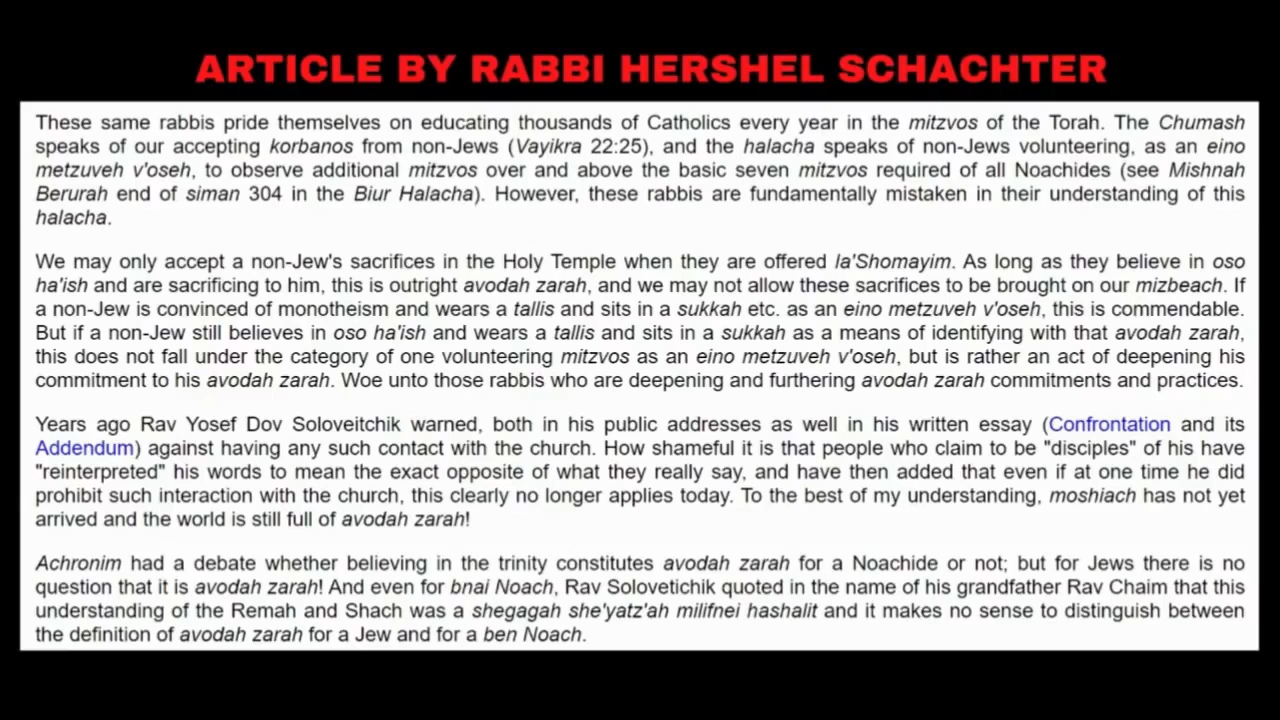 ARTICLE BY RABBI HERSHEL SCHACHTER
These same rabbis pride themselves on educating thousands of Catholics every year in the mitzvos of the Torah. The Chumash
speaks of our accepting korbanos from non-Jews (Vayikra 22:25), and the halacha speaks of non-Jews volunteering, as an eino
metzuveh v'oseh, to observe additional mitzvos over and above the basic seven mitzvos required of all Noachides (see Mishnah
Berurah end of siman 304 in the Biur Halacha). However, these rabbis are fundamentally mistaken in their understanding of this
halacha.
We may only accept a non-Jew's sacrifices in the Holy Temple when they are offered la'Shomayim. As long as they believe in oso
ha'ish and are sacrificing to him, this is outright avodah zarah, and we may not allow these sacrifices to be brought on our mizbeach. If
a non-Jew is convinced of monotheism and wears a tallis and sits in a sukkah etc. as an eino metzuveh v'oseh, this is commendable.
But if a non-Jew still believes in oso ha'ish and wears a tallis and sits in a sukkah as a means of identifying with that avodah zarah,
this does not fall under the category of one volunteering mitzvos as an eino metzuveh v'oseh, but is rather an act of deepening his
commitment to his avodah zarah. Woe unto those rabbis who are deepening and furthering avodah zarah commitments and practices.
Years ago Rav Yosef Dov Soloveitchik warned, both in his public addresses as well in his written essay (Confrontation and its
Addendum) against having any such contact with the church. How shameful it is that people who claim to be "disciples" of his have
"reinterpreted" his words to mean the exact opposite of what they really say, and have then added that even if at one time he did
prohibit such interaction with the church, this clearly no longer applies today. To the best of my understanding, moshiach has not yet
arrived and the world is still full of avodah zarah!
Achronim had a debate whether believing in the trinity constitutes avodah zarah for a Noachide or not; but for Jews there is no
question that it is avodah zarah! And even for bnai Noach, Rav Solovetichik quoted in the name of his grandfather Rav Chaim that this
understanding of the Remah and Shach was a shegagah she'yatz'ah milifnei hashalit and it makes no sense to distinguish between
the definition of avodah zarah for a Jew and for a ben Noach.